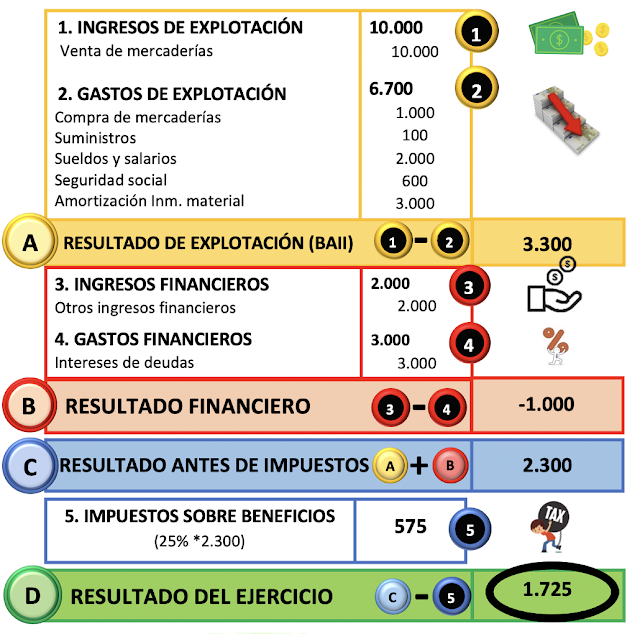 1. INGRESOS DE EXPLOTACIÓN 10.000 1
Venta de mercaderías 10.000
2. GASTOS DE EXPLOTACIÓN 6.700 2
Compra de mercaderías 1.000
Suministros 100
Sueldos y salarios 2.000
Seguridad social 600
Amortización Inm. material 3.000
A RESULTADO DE EXPLOTACIÓN (BAII) 1 - 2 3.300
3. INGRESOS FINANCIEROS 2.000 3
Otros ingresos financieros 2.000
4. GASTOS FINANCIEROS 3.000 4
Intereses de deudas 3.000
B RESULTADO FINANCIERO 3 - 4 -1.000
C RESULTADO ANTES DE IMPUESTOS A + B 2.300
5. IMPUESTOS SOBRE BENEFICIOS 575 5 TAX
(25% *2.300)
D RESULTADO DEL EJERCICIO C - 5 1.725